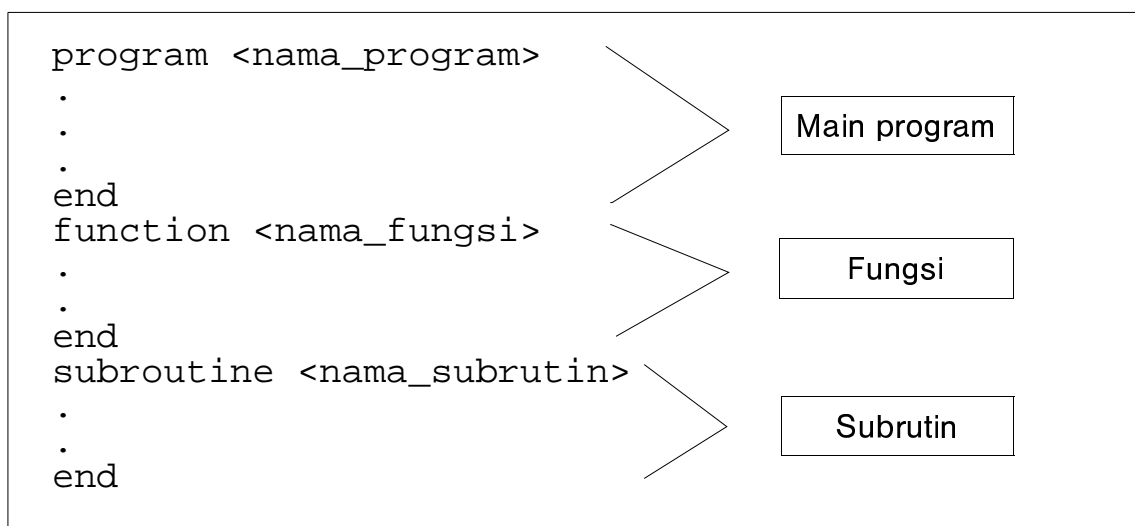 program <nama_program>
.
.
.
end
Main program
function <nama_fungsi>
.
.
end
Fungsi
subroutine <nama_subrutin>
.
.
end
Subrutin